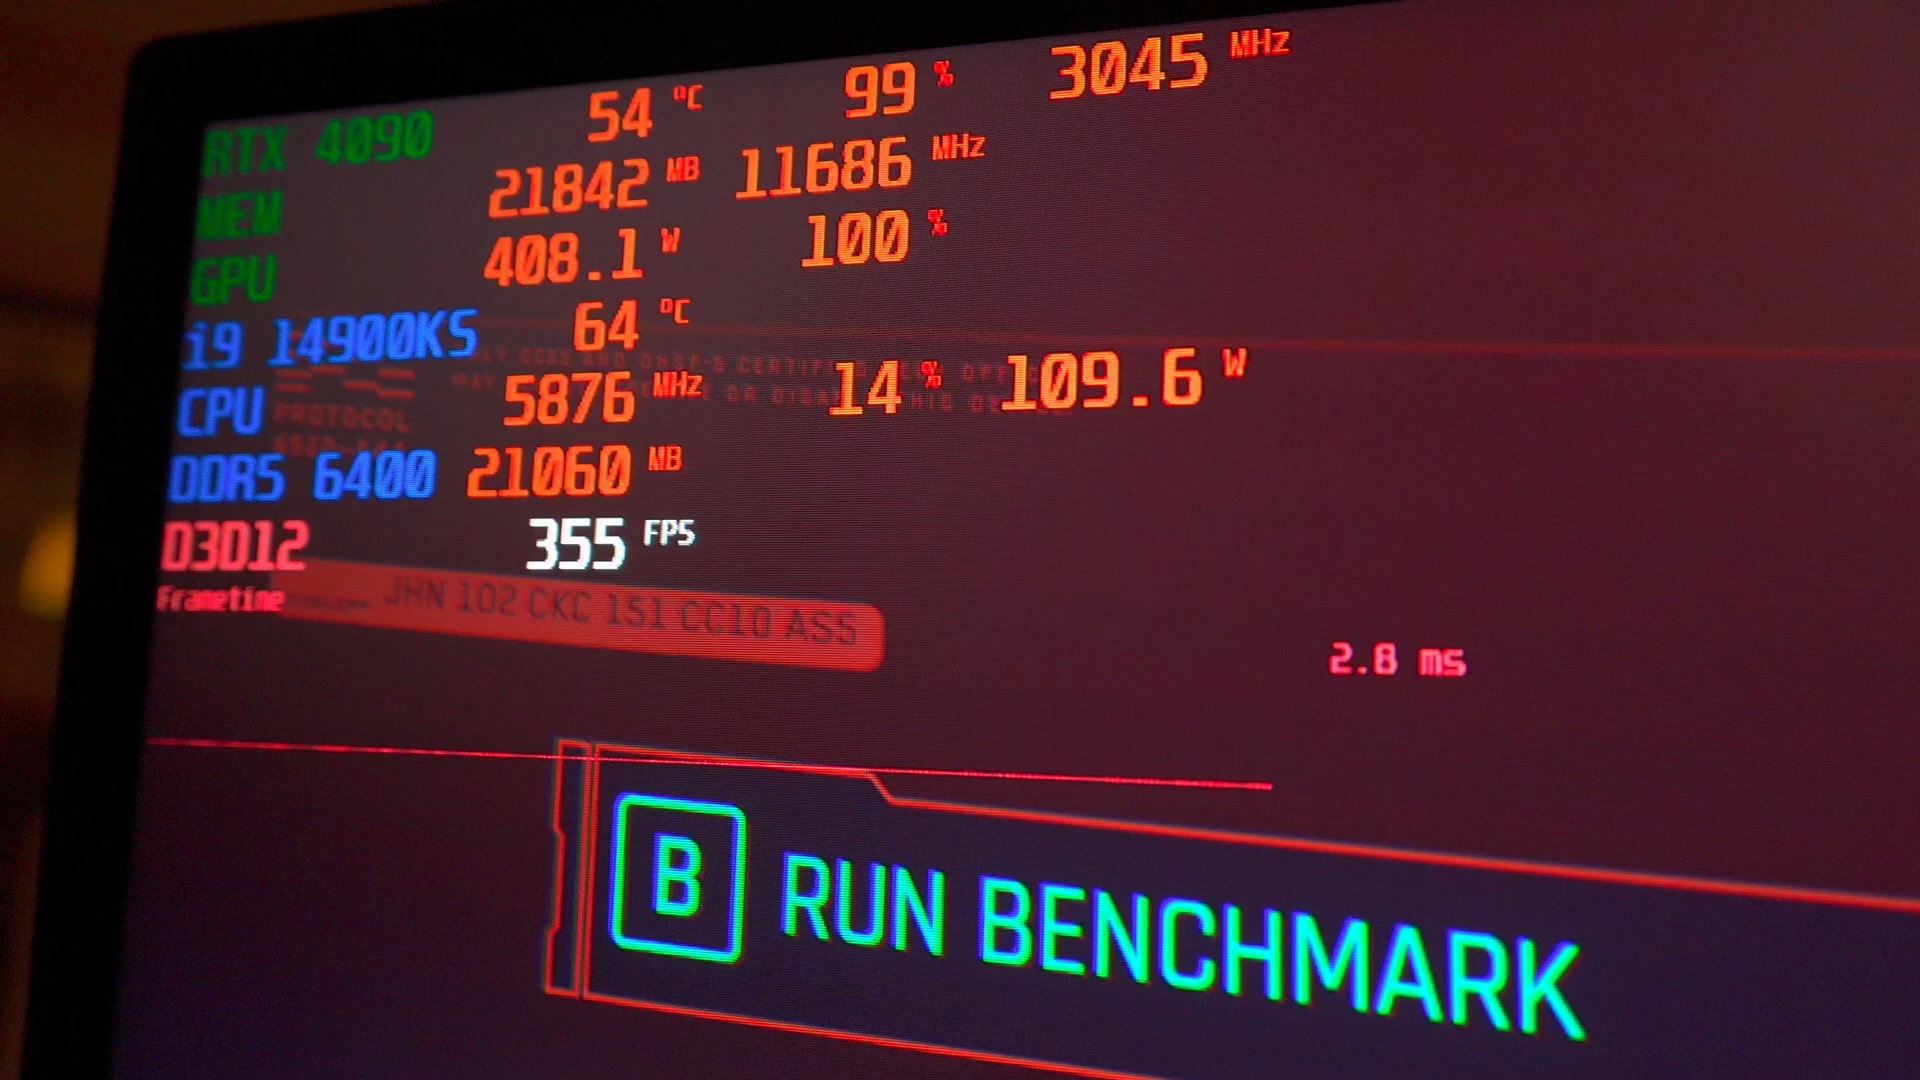 RTX 4090 54 °C 99 % 3045 MHz
MEM 21842 MB 11686 MHz
GPU 408.1 W 100 %
i9 14900KS 64 °C
CPU 5876 MHz 14 % 109.6 W
DDR5 6400 21060 MB
D3D12 355 FPS
Frametime
2.8 ms
PROTOCOL
JHN 102 CKC 151 CC10 AS5
B RUN BENCHMARK